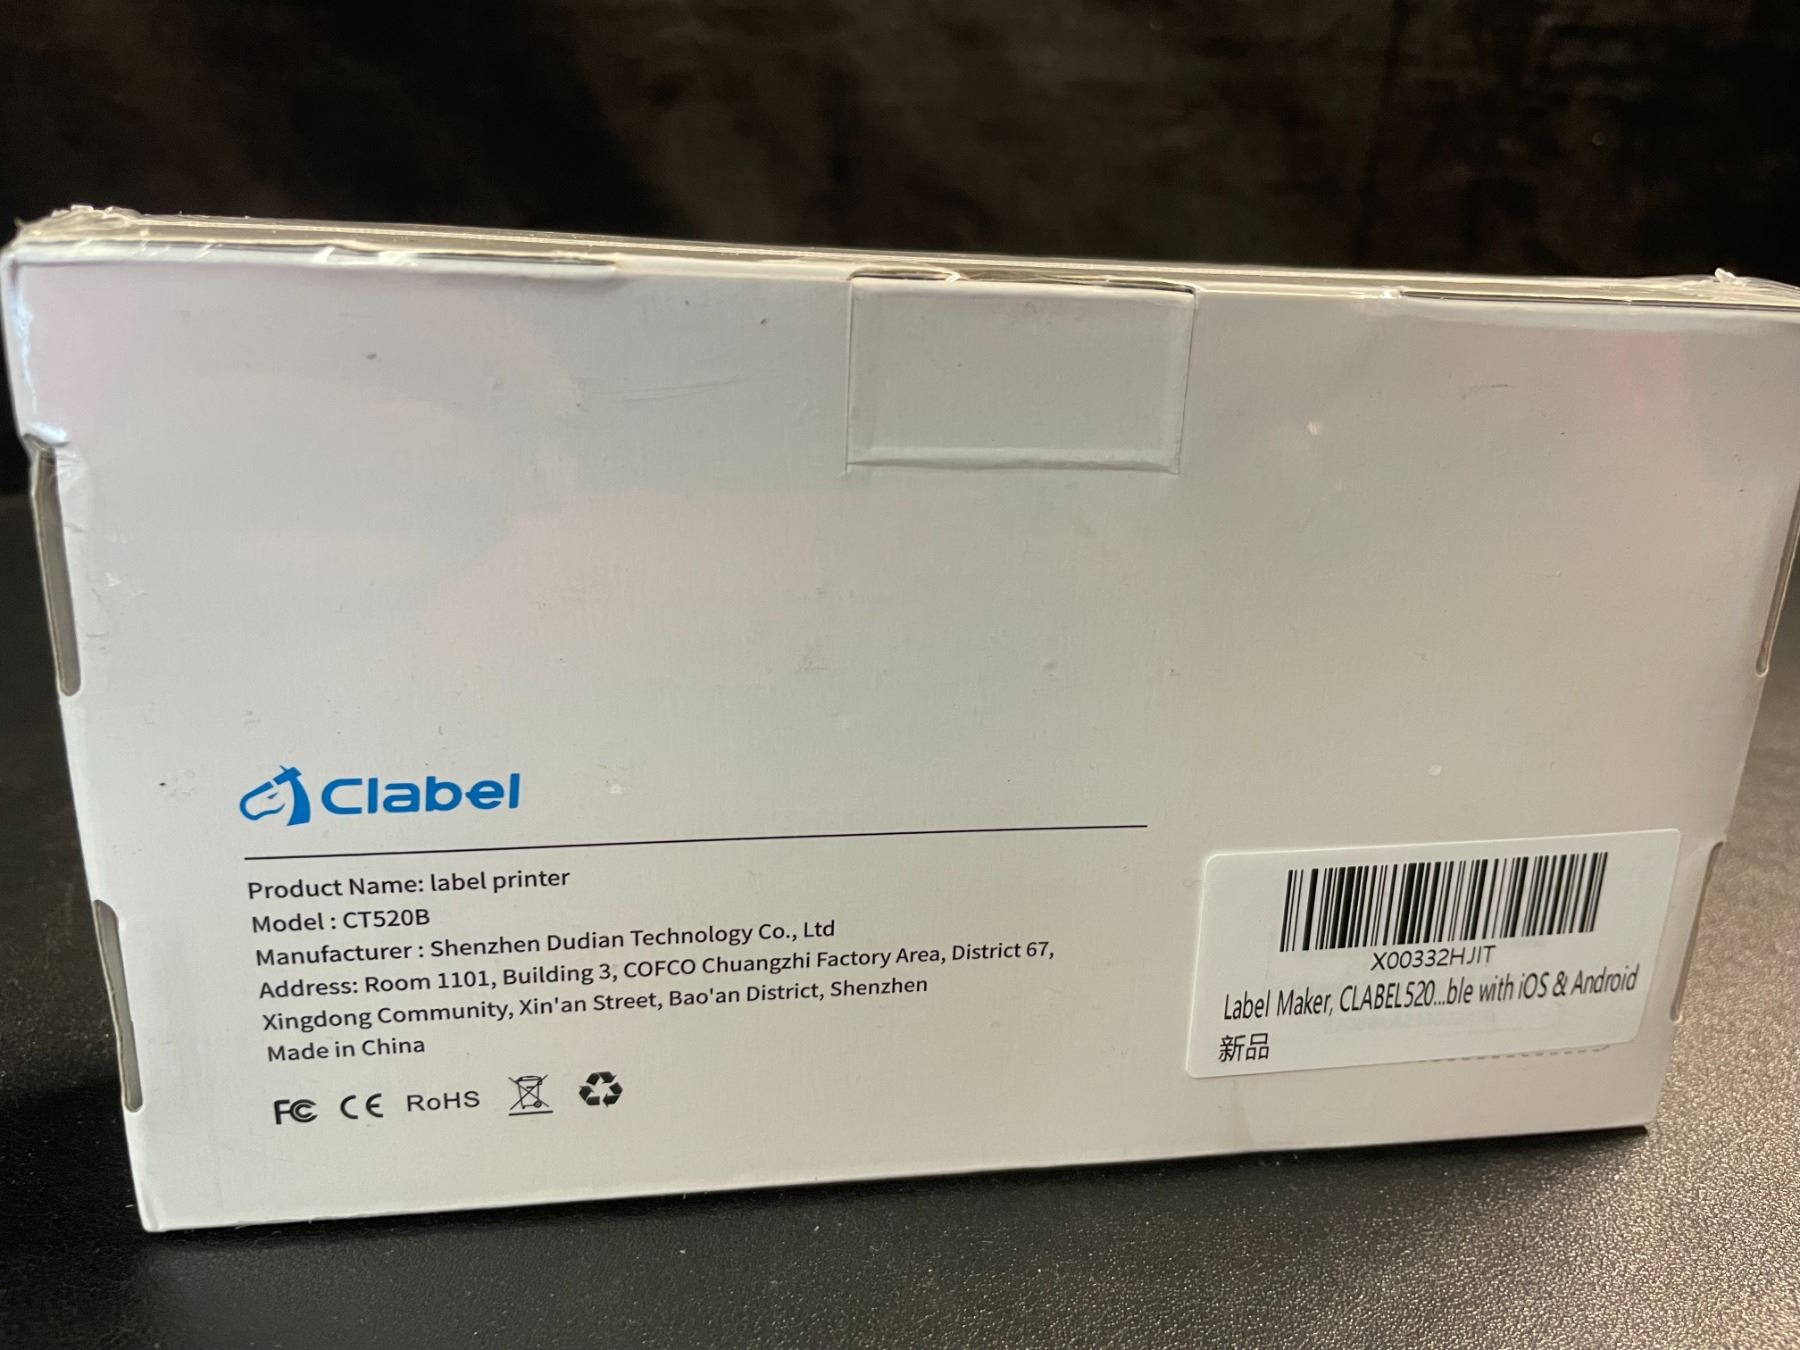 Clabel
Product Name: label printer
Model : CT520B
Manufacturer : Shenzhen Dudian Technology Co., Ltd
Address: Room 1101, Building 3, COFCO Chuangzhi Factory Area, District 67,
Xingdong Community, Xin'an Street, Bao'an District, Shenzhen
Made in China
FC CE RoHS
X00332HJIT
Label Maker, CLABEL520...ble with iOS & Android
新品